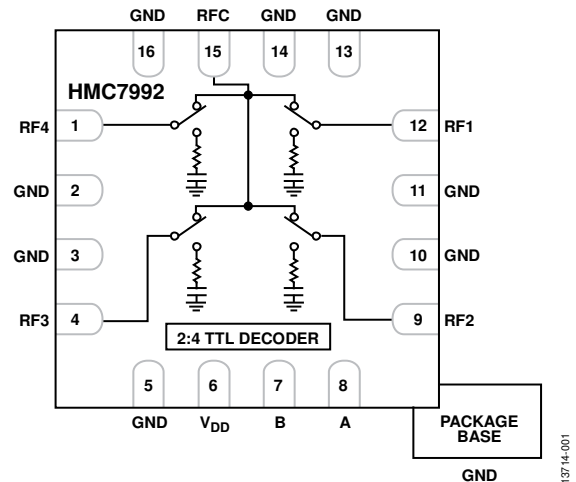 GND RFC GND GND
16 15 14 13
HMC7992
RF4 1 12 RF1
GND 2 11 GND
GND 3 10 GND
RF3 4 9 RF2
2:4 TTL DECODER
5 6 7 8
GND VDD B A
PACKAGE
BASE
GND
13714-001